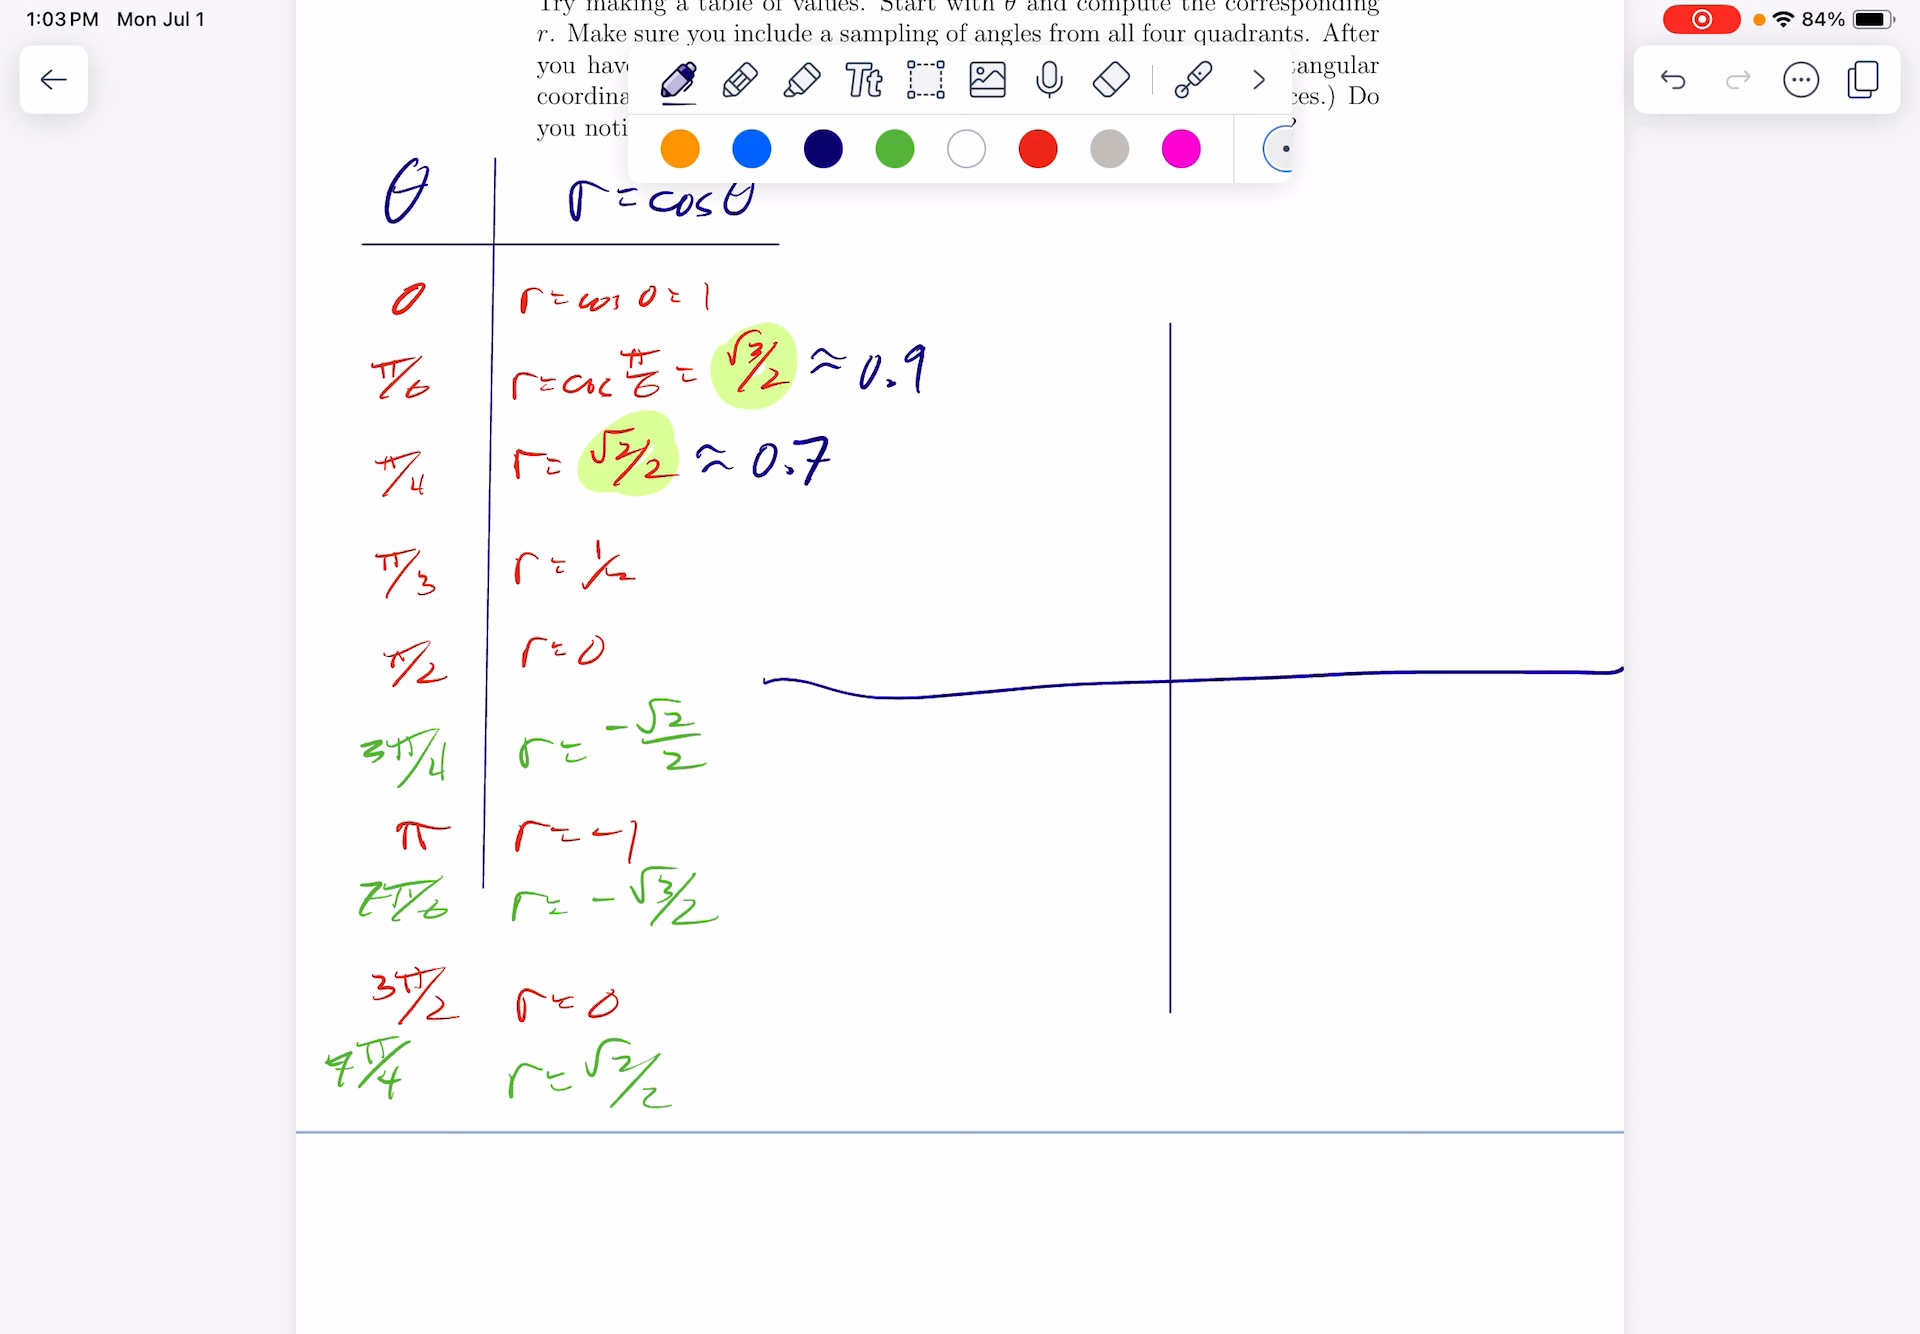 1:03 PM Mon Jul 1
84%
Try making a table of values. Start with θ and compute the corresponding
r. Make sure you include a sampling of angles from all four quadrants. After
you hav
tangular
coordina
ces.) Do
you noti
?
Tt
θ r = cos θ
0 r = cos 0 = 1
π/6 r = cos π/6 = √3/2 ≈ 0.9
π/4 r = √2/2 ≈ 0.7
π/3 r = 1/2
π/2 r = 0
3π/4 r = -√2/2
π r = -1
7π/6 r = -√3/2
3π/2 r = 0
7π/4 r = √2/2